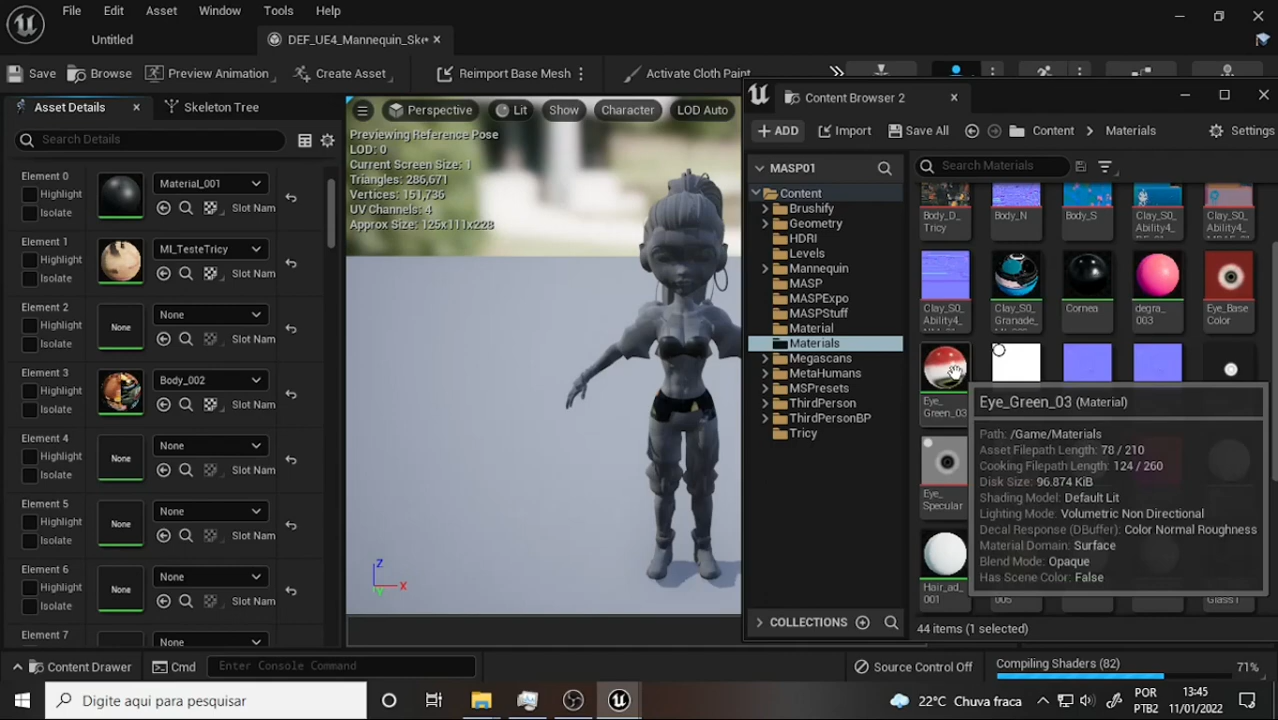 File Edit Asset Window Tools Help
Untitled DEF_UE4_Mannequin_Ske•
Save Browse Preview Animation Create Asset Reimport Base Mesh Activate Cloth Paint
Asset Details Skeleton Tree
Search Details
Element 0
Highlight
Isolate
Material_001
Slot Nam
Element 1
Highlight
Isolate
MI_TesteTricy
Slot Nam
Element 2
Highlight
Isolate
None
None
Slot Nam
Element 3
Highlight
Isolate
Body_002
Slot Nam
Element 4
Highlight
Isolate
None
None
Slot Nam
Element 5
Highlight
Isolate
None
None
Slot Nam
Element 6
Highlight
Isolate
None
None
Slot Nam
Element 7
Perspective Lit Show Character LOD Auto
Previewing Reference Pose
LOD: 0
Current Screen Size: 1
Triangles: 286,671
Vertices: 151,736
UV Channels: 4
Approx Size: 125x111x228
Z
X
Y
Content Browser 2
ADD Import Save All Content Materials Settings
MASP01
Search Materials
Content
Brushify
Geometry
HDRI
Levels
Mannequin
MASP
MASPExpo
MASPStuff
Material
Materials
Megascans
MetaHumans
MSPresets
ThirdPerson
ThirdPersonBP
Tricy
COLLECTIONS
Body_D_
Tricy
Body_N
Body_S
Clay_S0_
Ability4_
Clay_S0_
Ability4_
Clay_S0_
Ability4_
Clay_S0_
Granade_
Cornea
degra_
003
Eye_Base
Color
Eye_
Green_03
Eye_
Specular
Hair_ad_
001
005
Glass1
Eye_Green_03 (Material)
Path: /Game/Materials
Asset Filepath Length: 78 / 210
Cooking Filepath Length: 124 / 260
Disk Size: 96.874 KiB
Shading Model: Default Lit
Lighting Mode: Volumetric Non Directional
Decal Response (DBuffer): Color Normal Roughness
Material Domain: Surface
Blend Mode: Opaque
Has Scene Color: False
44 items (1 selected)
Content Drawer Cmd Enter Console Command Source Control Off Compiling Shaders (82) 71%
Digite aqui para pesquisar
22°C Chuva fraca
POR
PTB2
13:45
11/01/2022